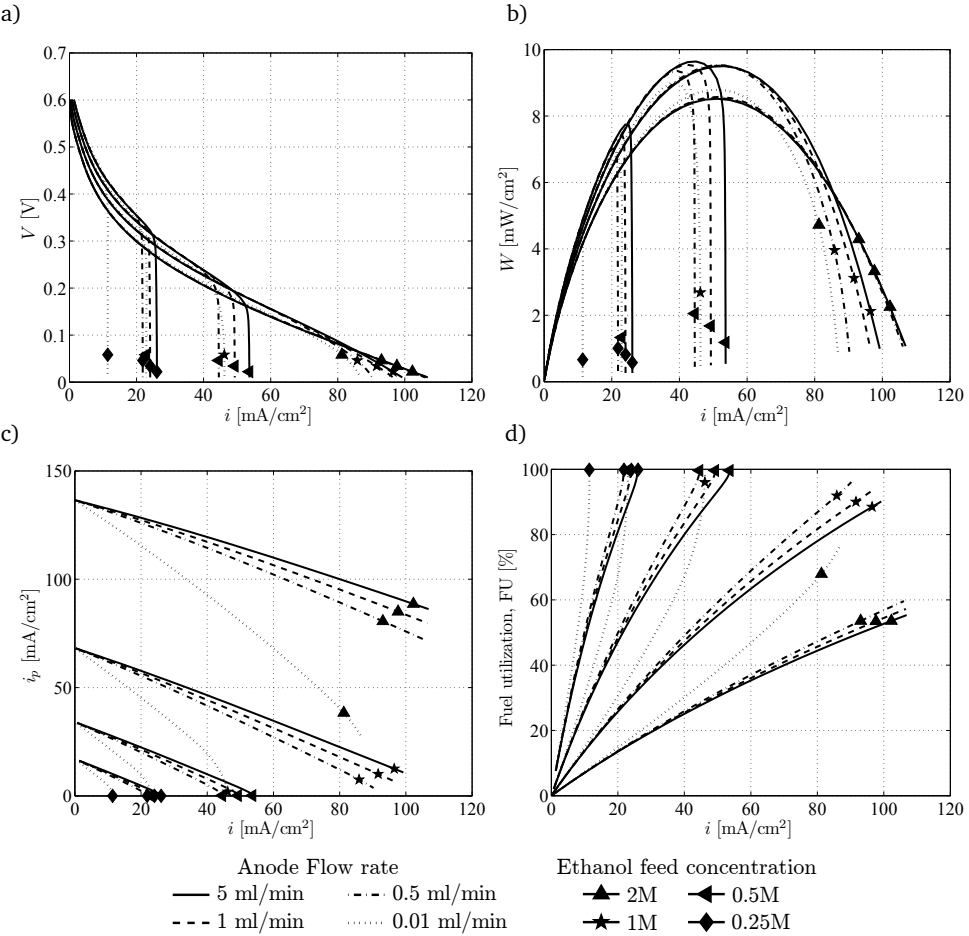 a)
0.7
0.6
0.5
0.4
0.3
0.2
0.1
0
V [V]
0 20 40 60 80 100 120
i [mA/cm²]
b)
10
8
6
4
2
0
W [mW/cm²]
0 20 40 60 80 100 120
i [mA/cm²]
c)
150
100
50
0
i_p [mA/cm²]
0 20 40 60 80 100 120
i [mA/cm²]
d)
100
80
60
40
20
0
Fuel utilization, FU [%]
0 20 40 60 80 100 120
i [mA/cm²]
Anode Flow rate
5 ml/min 0.5 ml/min
1 ml/min 0.01 ml/min
Ethanol feed concentration
2M 0.5M
1M 0.25M